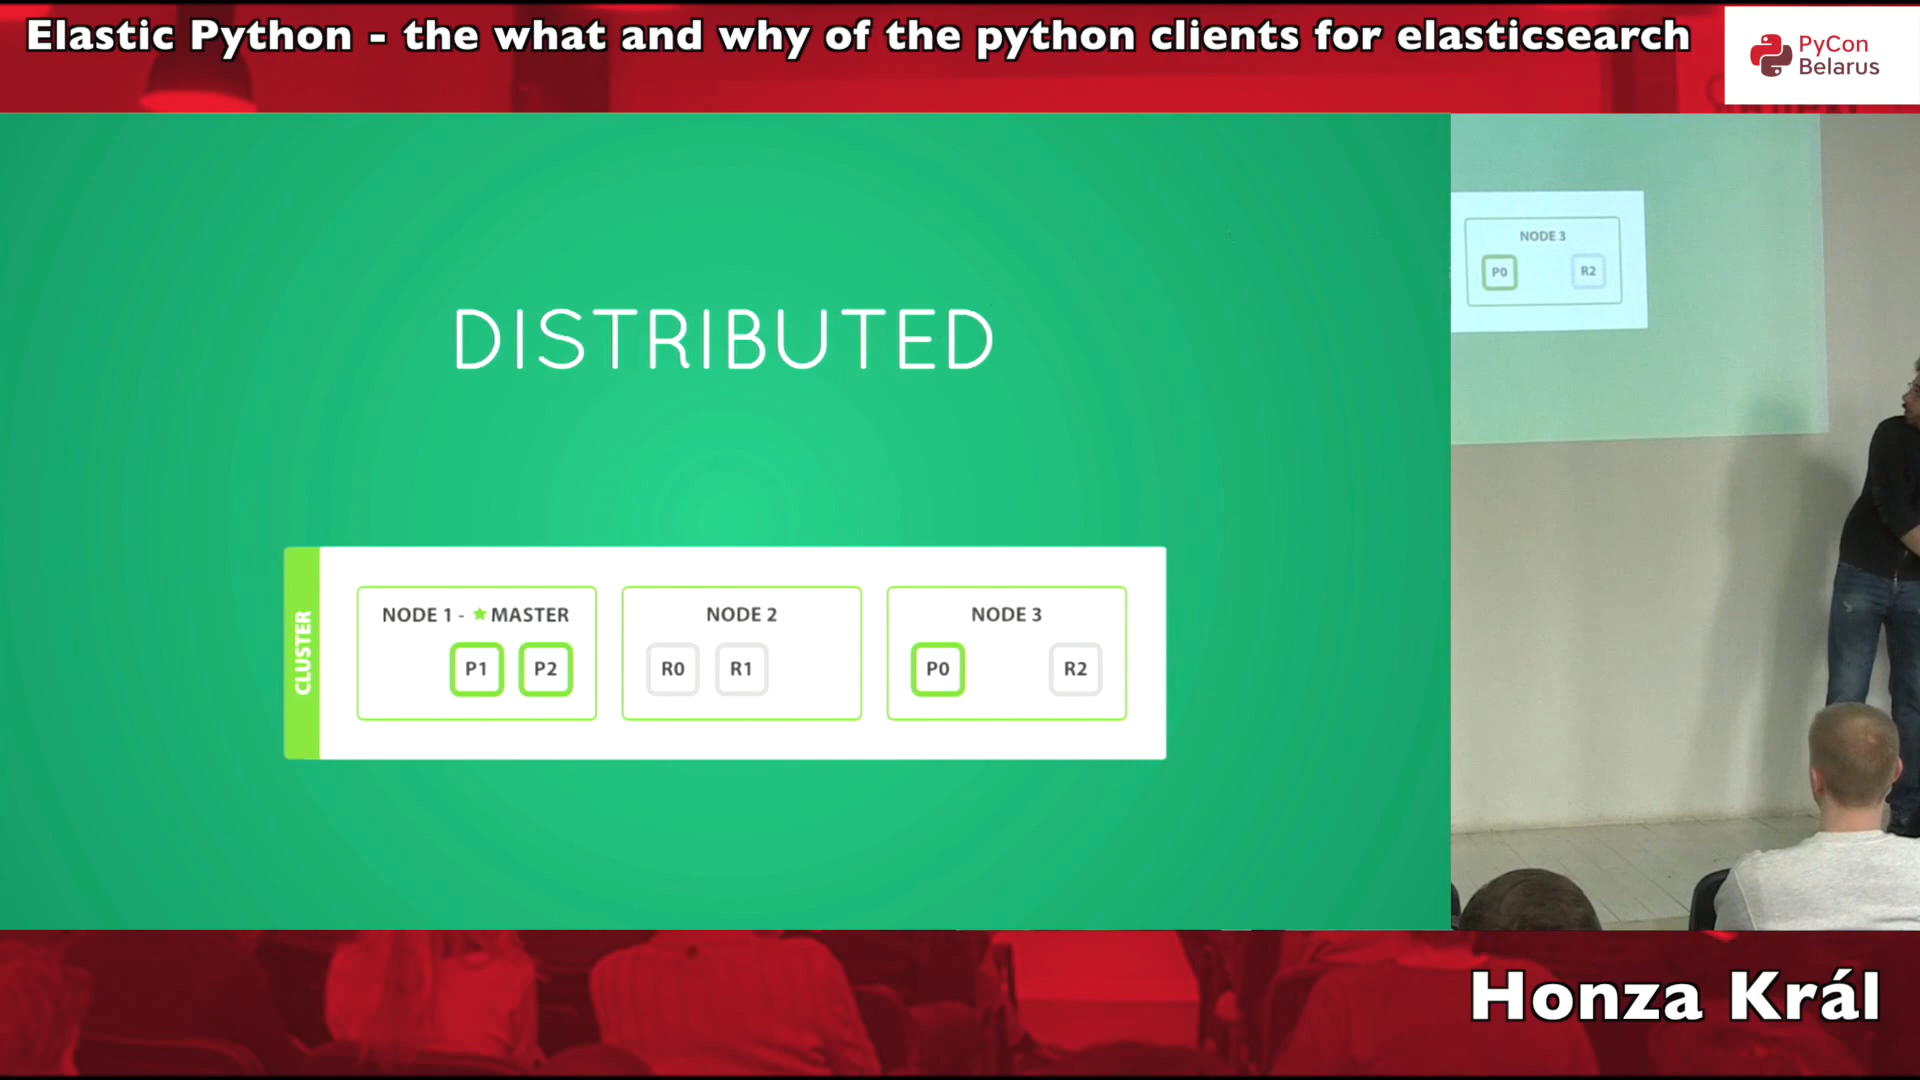 Elastic Python - the what and why of the python clients for elasticsearch
PyCon
Belarus
DISTRIBUTED
CLUSTER
NODE 1 - ★ MASTER
P1 P2
NODE 2
R0 R1
NODE 3
P0 R2
NODE 3
P0 R2
Honza Král